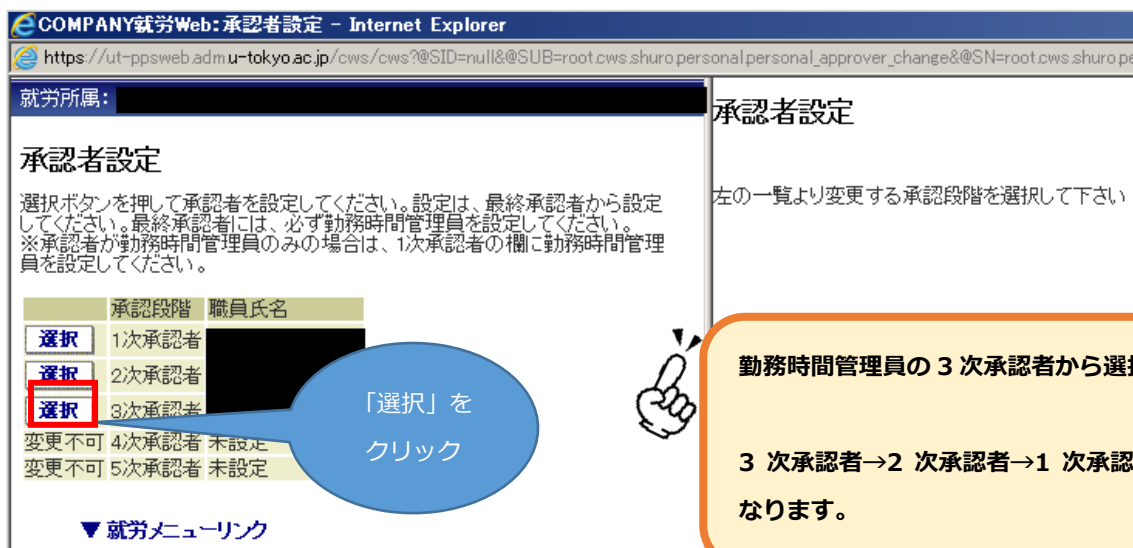 COMPANY就労Web:承認者設定 - Internet Explorer
https://ut-ppsweb.adm.u-tokyo.ac.jp/cws/cws?@SID=null&@SUB=root.cws.shuro.personal.personal_approver_change&@SN=root.cws.shuro.pe
就労所属:
承認者設定
選択ボタンを押して承認者を設定してください。設定は、最終承認者から設定
してください。最終承認者には、必ず勤務時間管理員を設定してください。
※承認者が勤務時間管理員のみの場合は、1次承認者の欄に勤務時間管理
員を設定してください。
承認段階 職員氏名
選択 1次承認者
選択 2次承認者
選択 3次承認者
変更不可 4次承認者 未設定
変更不可 5次承認者 未設定
▼就労メニューリンク
「選択」を
クリック
承認者設定
左の一覧より変更する承認段階を選択して下さい
勤務時間管理員の3次承認者から選
3 次承認者→2 次承認者→1 次承認
なります。